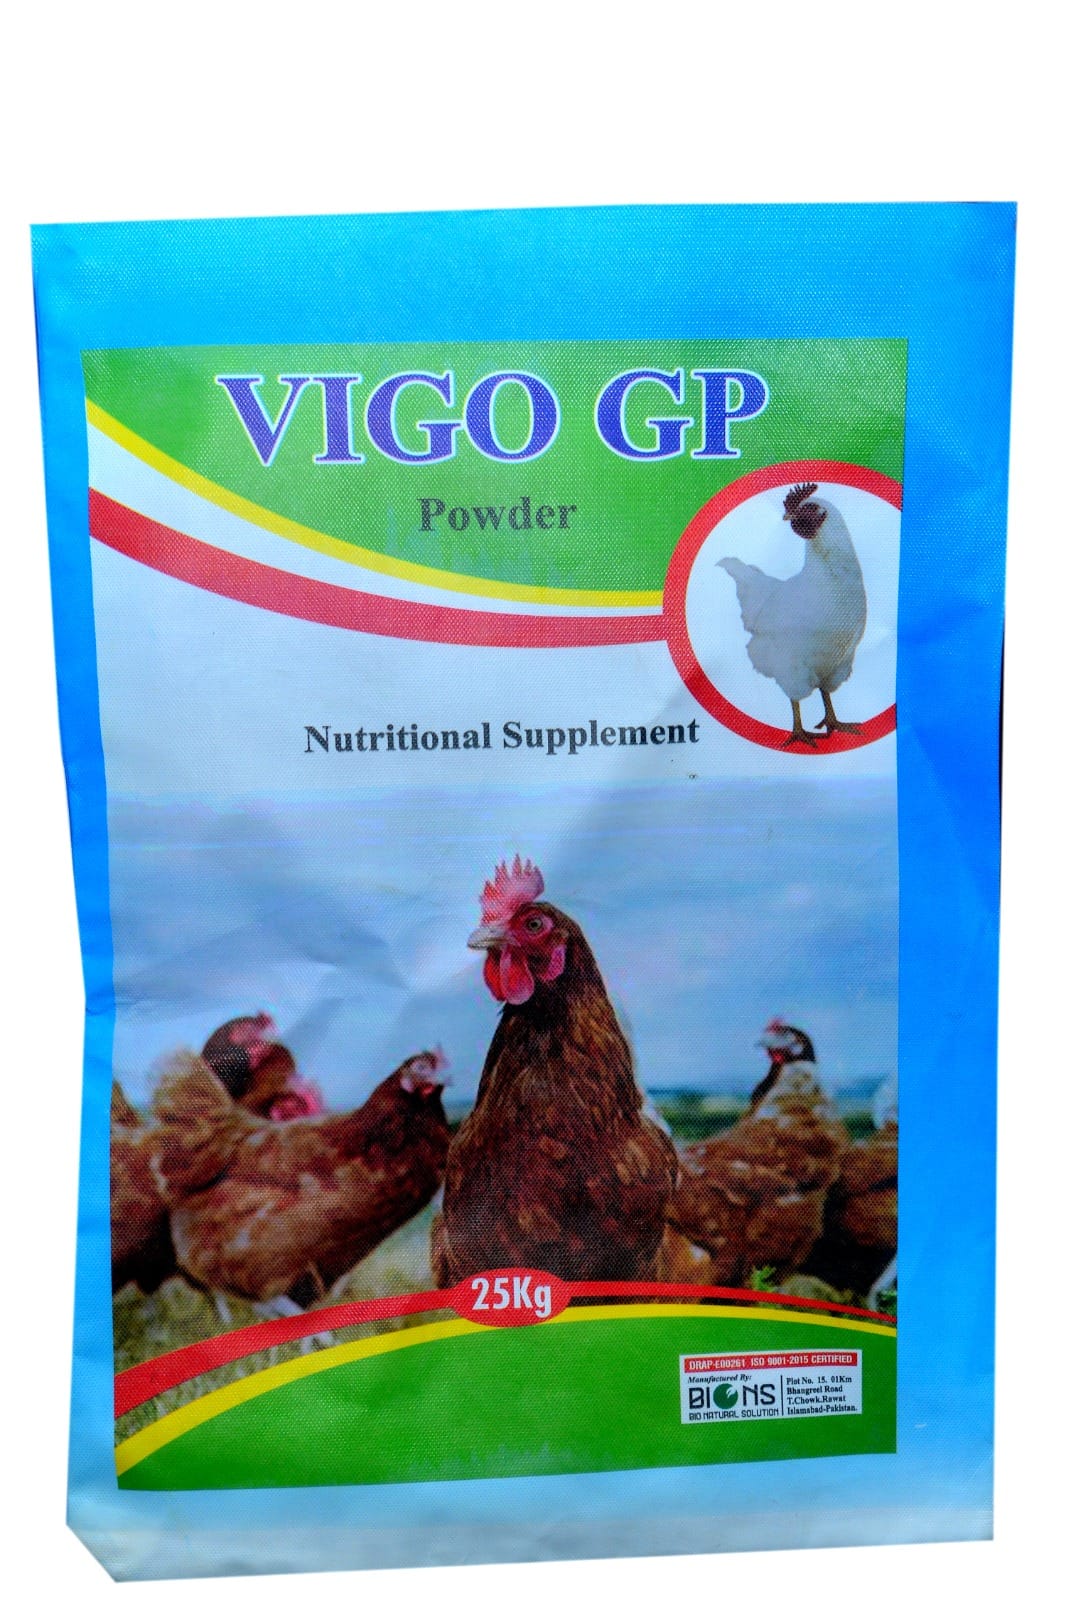 VIGO GP
Powder
Nutritional Supplement
25Kg
DRAP-E00261 ISO 9001-2015 CERTIFIED
Manufactured By:
BIONS
BIO NATURAL SOLUTION
Plot No. 15. 01Km
Bhangreel Road
T.Chowk.Rawat
Islamabad-Pakistan.